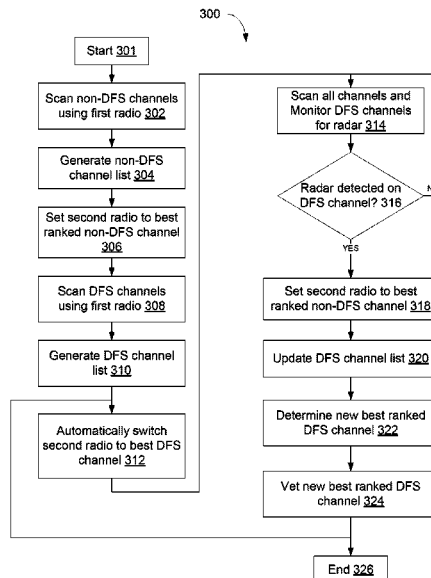 300
Start 301
Scan non-DFS channels
using first radio 302
Generate non-DFS
channel list
304
Set second radio to best
ranked non-DFS channel
306
Scan DFS channels
using first radio 308
Generate DFS channel
list 310
Automatically switch
second radio to best DFS
channel 312
Scan all channels and
Monitor DFS channels
for radar 314
Radar detected on
DFS channel? 316
YES
Set second radio to best
ranked non-DFS channel 318
Update DFS channel list 320
Determine new best ranked
DFS channel 322
Vet new best ranked DFS
channel 324
End 326